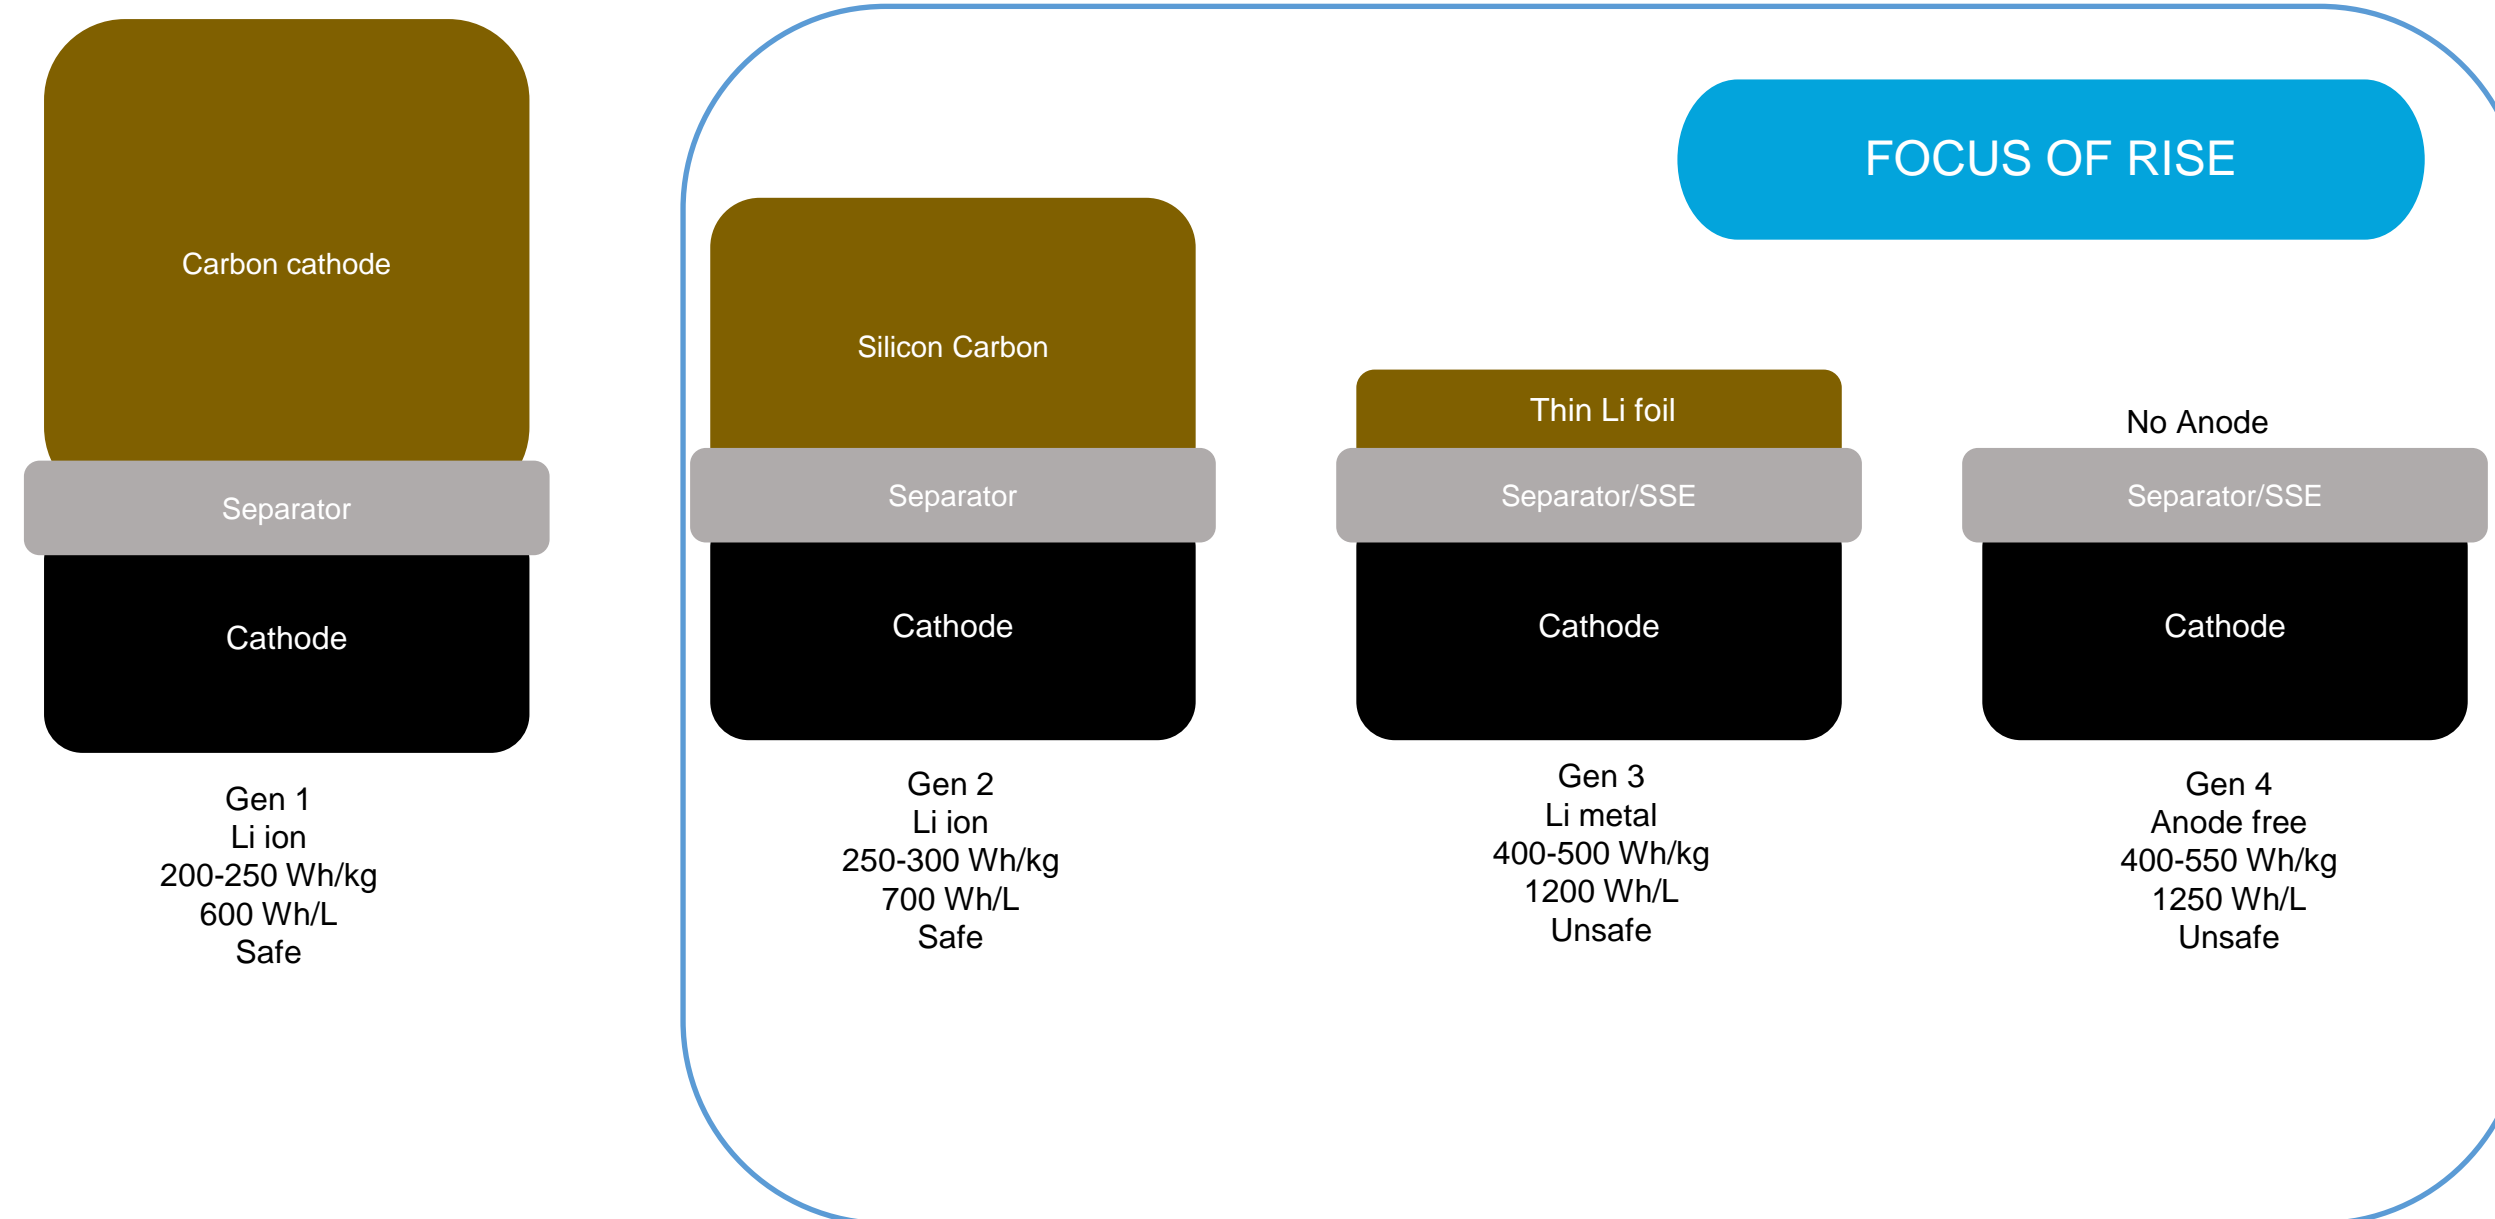 FOCUS OF RISE
Carbon cathode
Separator
Cathode
Gen 1
Li ion
200-250 Wh/kg
600 Wh/L
Safe
Silicon Carbon
Separator
Cathode
Gen 2
Li ion
250-300 Wh/kg
700 Wh/L
Safe
Thin Li foil
Separator/SSE
Cathode
Gen 3
Li metal
400-500 Wh/kg
1200 Wh/L
Unsafe
No Anode
Separator/SSE
Cathode
Gen 4
Anode free
400-550 Wh/kg
1250 Wh/L
Unsafe